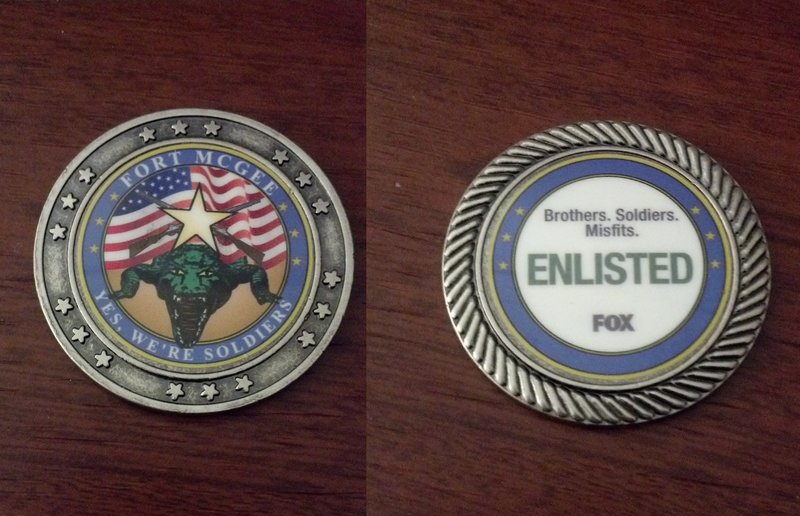 FORT MCGEE
YES, WE'RE SOLDIERS
Brothers. Soldiers.
Misfits.
ENLISTED
FOX